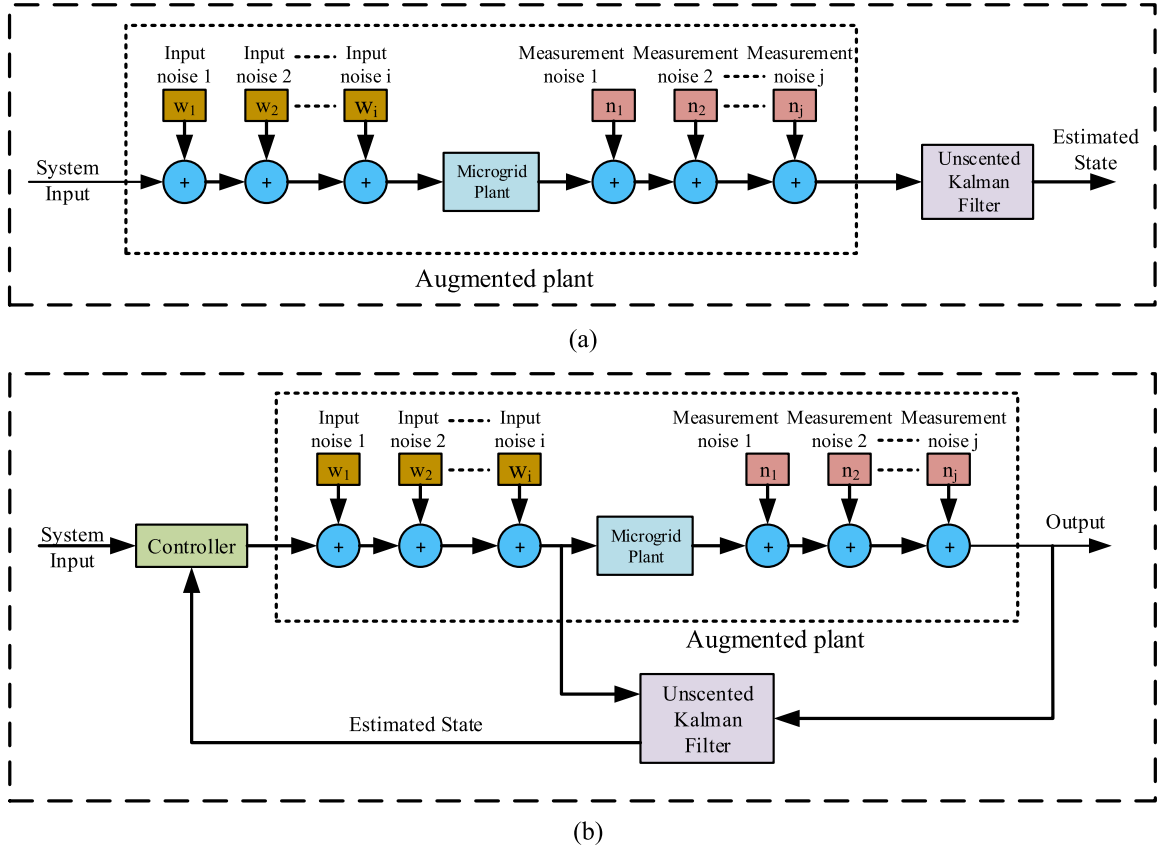 Input Input Input Measurement Measurement Measurement
noise 1 noise 2 noise i noise 1 noise 2 noise j
w1 w2 wi n1 n2 nj
System
Input
+ + + + + +
Microgrid
Plant
Unscented
Kalman
Filter
Estimated
State
Augmented plant
(a)
Input Input Input Measurement Measurement Measurement
noise 1 noise 2 noise i noise 1 noise 2 noise j
w1 w2 wi n1 n2 nj
System
Input
Controller
+ + + + + +
Microgrid
Plant
Output
Augmented plant
Unscented
Kalman
Filter
Estimated State
(b)